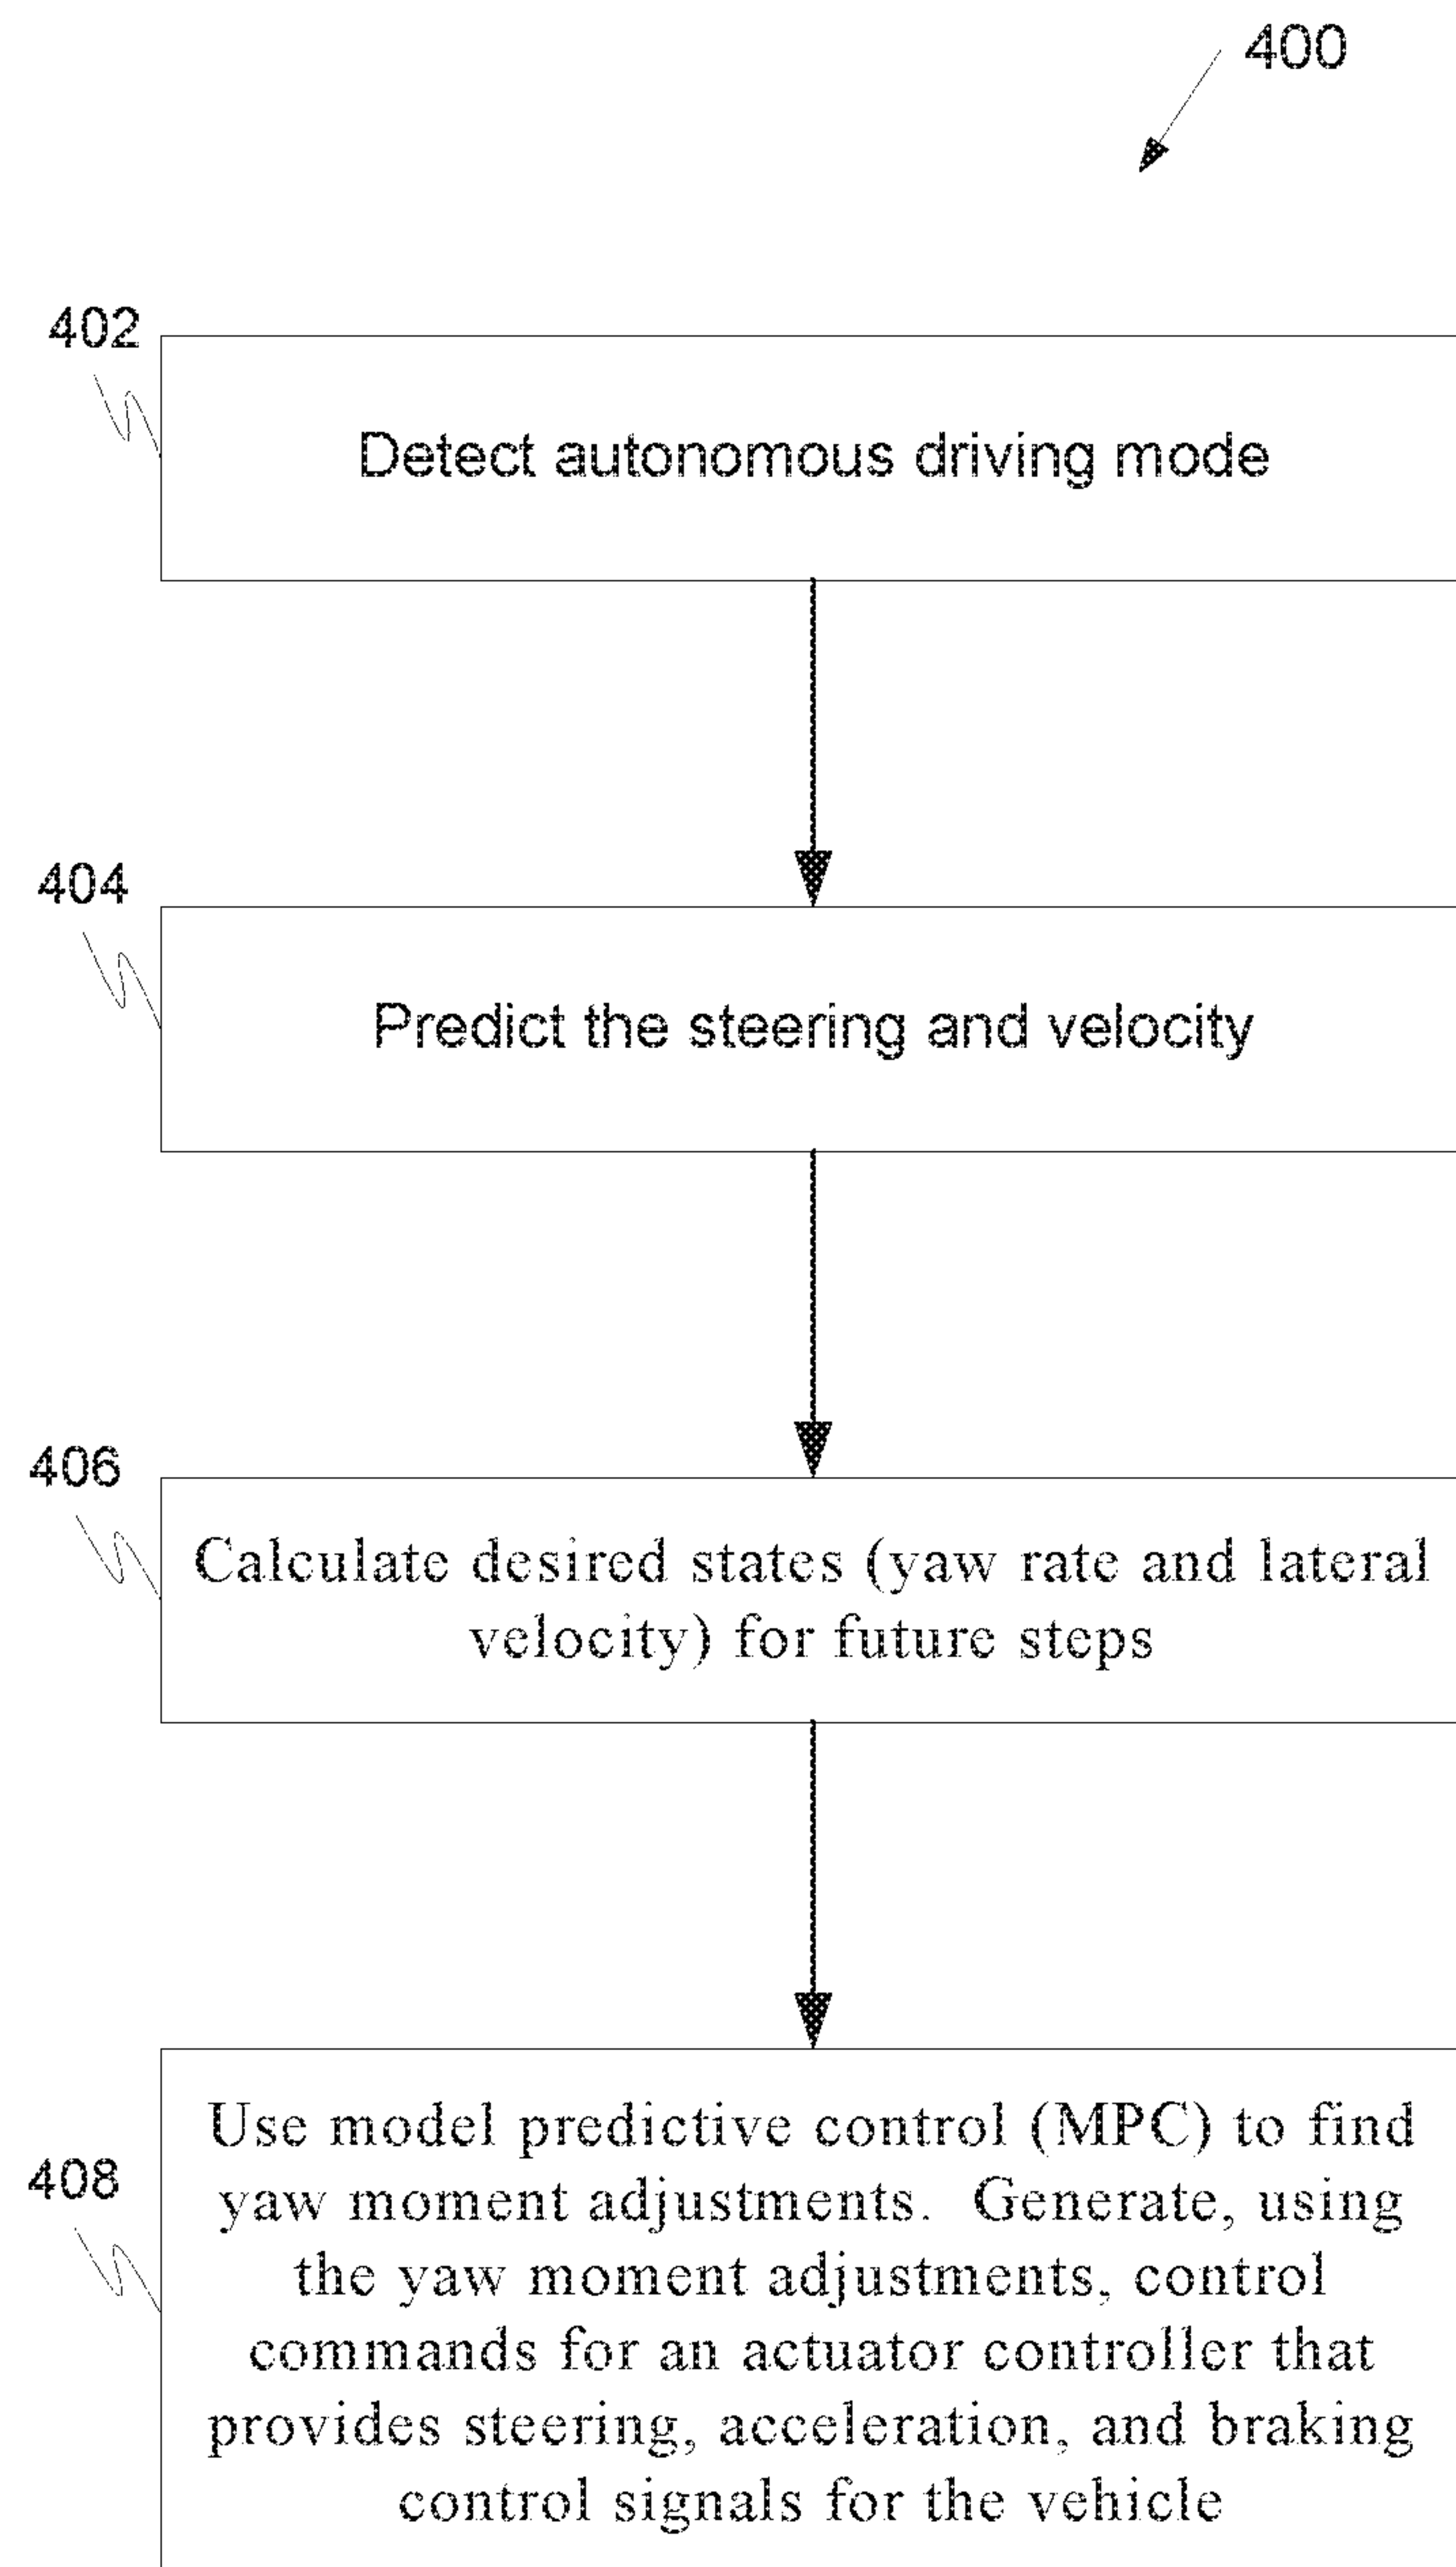 400
402
Detect autonomous driving mode
404
Predict the steering and velocity
406
Calculate desired states (yaw rate and lateral
velocity) for future steps
408
Use model predictive control (MPC) to find
yaw moment adjustments. Generate, using
the yaw moment adjustments, control
commands for an actuator controller that
provides steering, acceleration, and braking
control signals for the vehicle